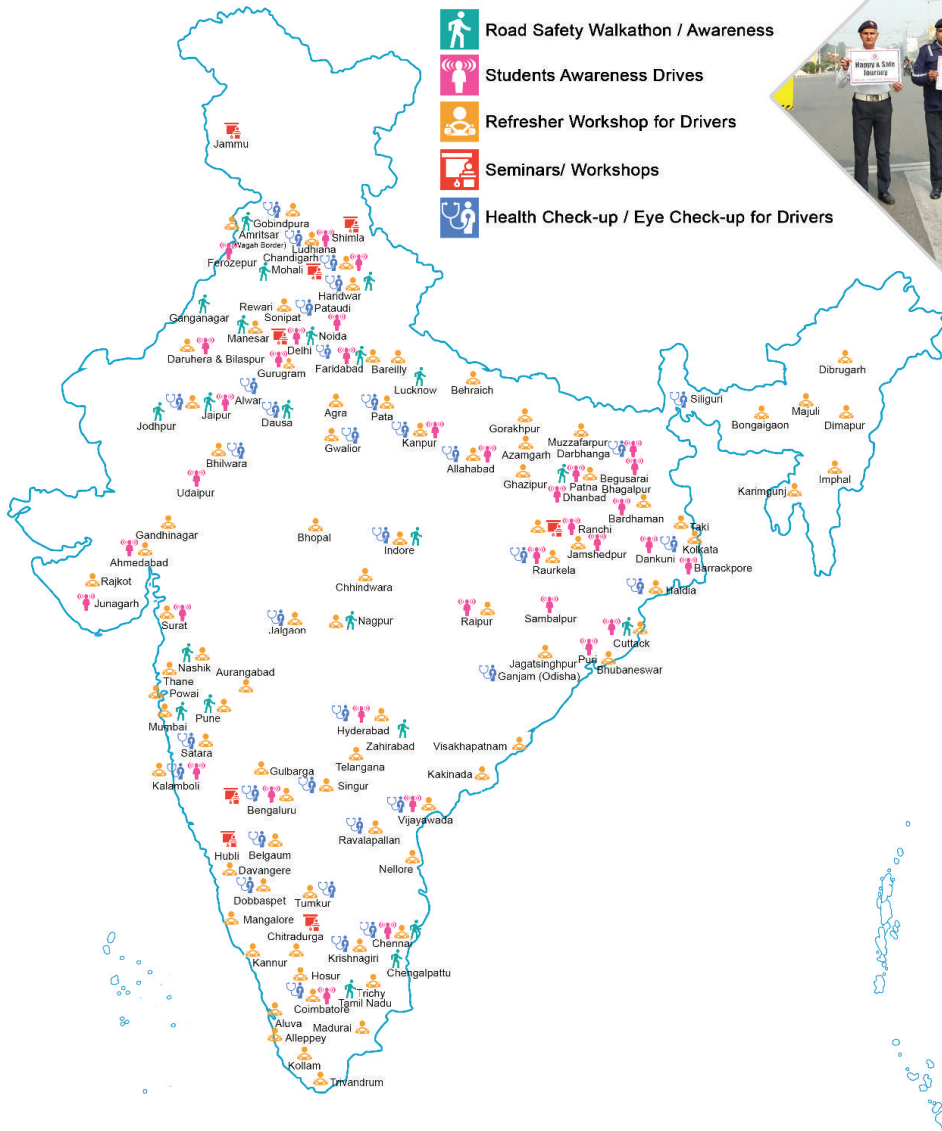 Road Safety Walkathon / Awareness
Students Awareness Drives
Refresher Workshop for Drivers
Seminars/ Workshops
Health Check-up / Eye Check-up for Drivers
Happy & Safe
Journey
Jammu
Gobindpura
Amritsar
(Wagah Border)
Ludhiana
Shimla
Ferozepur
Chandigarh
Mohali
Haridwar
Ganganagar
Rewari
Sonipat
Pataudi
Manesar
Delhi
Noida
Daruhera & Bilaspur
Gurugram
Faridabad
Bareilly
Lucknow
Behraich
Dibrugarh
Jodhpur
Jaipur
Alwar
Dausa
Agra
Pata
Siliguri
Bongaigaon
Majuli
Dimapur
Gwalior
Kanpur
Gorakhpur
Azamgarh
Muzzafarpur
Darbhanga
Bhilwara
Allahabad
Ghazipur
Patna
Begusarai
Bhagalpur
Dhanbad
Imphal
Karimgunj
Udaipur
Bardhaman
Gandhinagar
Bhopal
Indore
Ranchi
Jamshedpur
Taki
Kolkata
Dankuni
Barrackpore
Ahmedabad
Raurkela
Rajkot
Chhindwara
Haldia
Junagarh
Surat
Jalgaon
Nagpur
Raipur
Sambalpur
Cuttack
Nashik
Thane
Aurangabad
Jagatsinghpur
Puri
Bhubaneswar
Ganjam (Odisha)
Powai
Mumbai
Pune
Hyderabad
Zahirabad
Satara
Telangana
Visakhapatnam
Kalamboli
Gulbarga
Singur
Kakinada
Bengaluru
Vijayawada
Ravalapallan
Hubli
Belgaum
Nellore
Davangere
Dobbaspet
Tumkur
Mangalore
Chitradurga
Chennai
Kannur
Krishnagiri
Chengalpattu
Hosur
Trichy
Tamil Nadu
Coimbatore
Aluva
Alleppey
Madurai
Kollam
Trivandrum